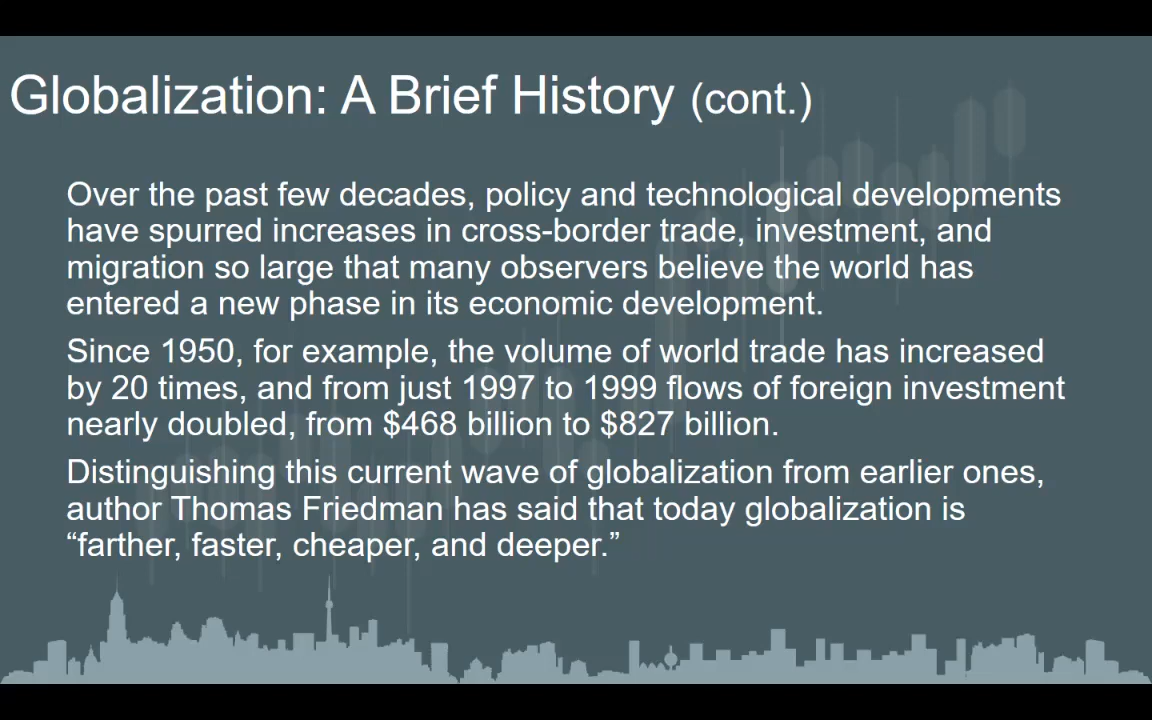 Globalization: A Brief History (cont.)
Over the past few decades, policy and technological developments
have spurred increases in cross-border trade, investment, and
migration so large that many observers believe the world has
entered a new phase in its economic development.
Since 1950, for example, the volume of world trade has increased
by 20 times, and from just 1997 to 1999 flows of foreign investment
nearly doubled, from $468 billion to $827 billion.
Distinguishing this current wave of globalization from earlier ones,
author Thomas Friedman has said that today globalization is
“farther, faster, cheaper, and deeper.”